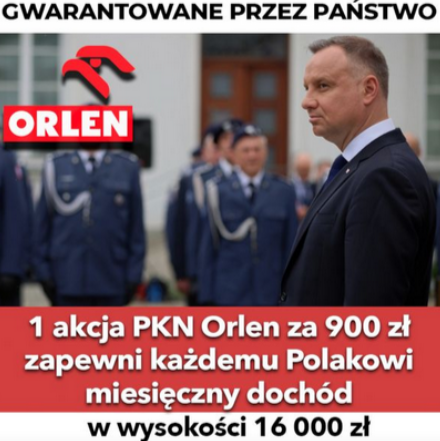 GWARANTOWANE PRZEZ PAŃSTWO
ORLEN
1 akcja PKN Orlen za 900 zł
zapewni każdemu Polakowi
miesięczny dochód
w wysokości 16 000 zł